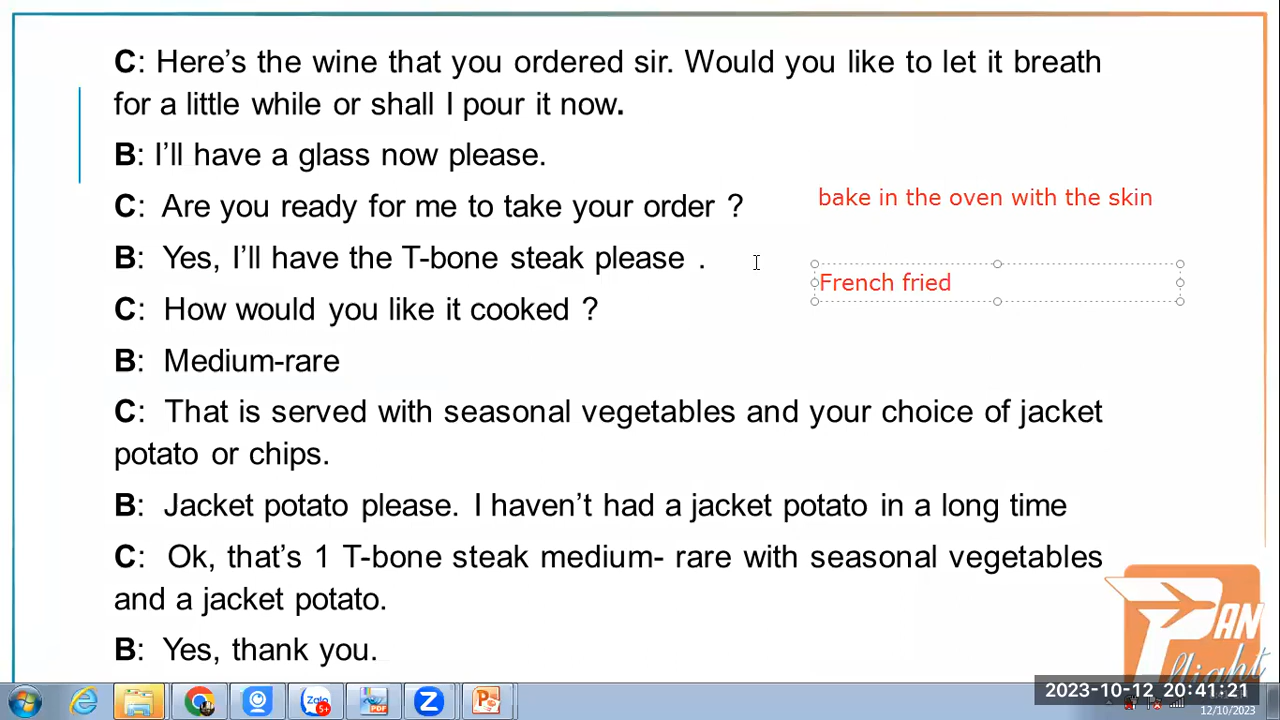 C: Here’s the wine that you ordered sir. Would you like to let it breath
for a little while or shall I pour it now.
B: I’ll have a glass now please.
C: Are you ready for me to take your order ?
bake in the oven with the skin
B: Yes, I’ll have the T-bone steak please .
French fried
C: How would you like it cooked ?
B: Medium-rare
C: That is served with seasonal vegetables and your choice of jacket
potato or chips.
B: Jacket potato please. I haven’t had a jacket potato in a long time
C: Ok, that’s 1 T-bone steak medium- rare with seasonal vegetables
and a jacket potato.
B: Yes, thank you.
PAN
flight
Zalo
5+
PDF
2023-10-12 20:41:21
12/10/2023